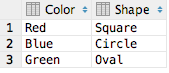 Color Shape
1 Red Square
2 Blue Circle
3 Green Oval